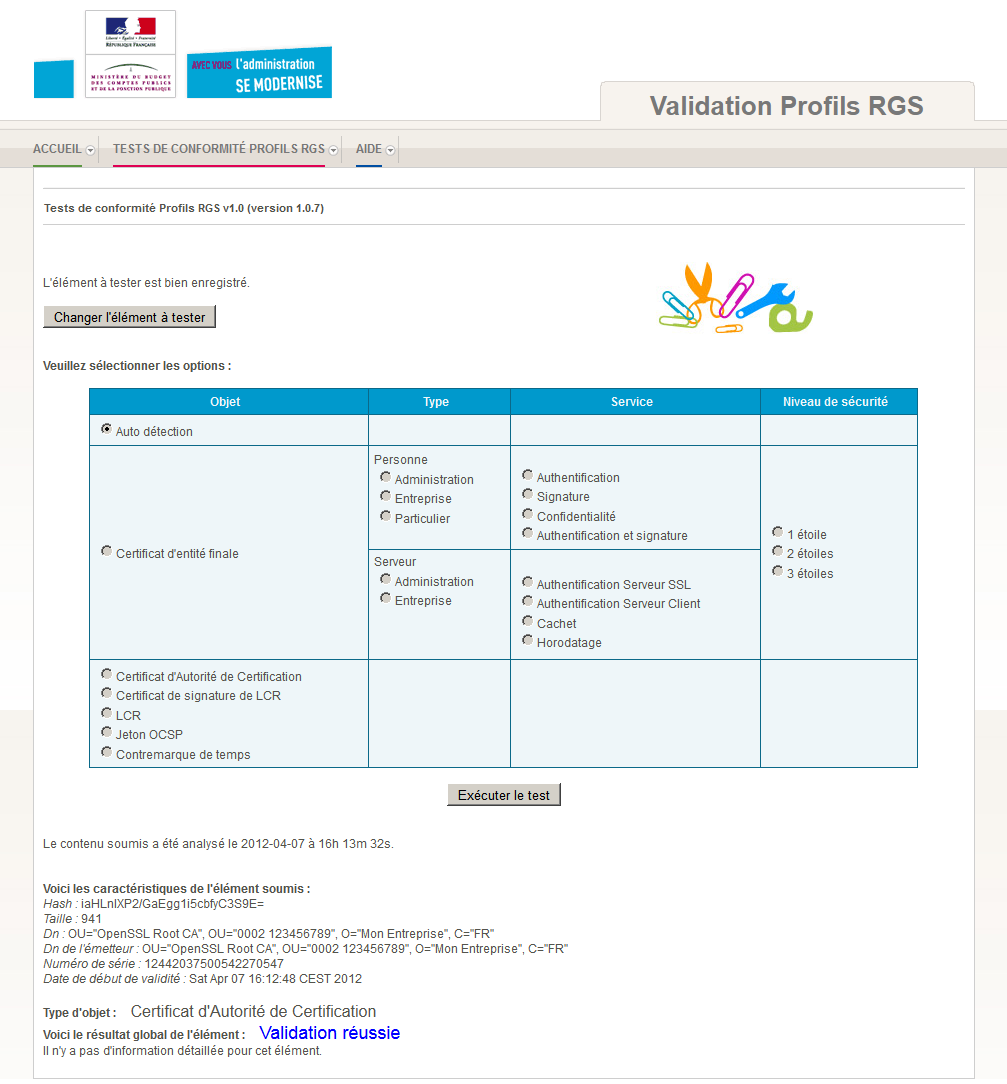 Liberté • Égalité • Fraternité
RÉPUBLIQUE FRANÇAISE
MINISTÈRE DU BUDGET
DES COMPTES PUBLICS
ET DE LA FONCTION PUBLIQUE
AVEC VOUS l'administration
SE MODERNISE
Validation Profils RGS
ACCUEIL TESTS DE CONFORMITÉ PROFILS RGS AIDE
Tests de conformité Profils RGS v1.0 (version 1.0.7)
L'élément à tester est bien enregistré.
Changer l'élément à tester
Veuillez sélectionner les options :
Objet Type Service Niveau de sécurité
Auto détection
Certificat d'entité finale
Personne
Administration
Entreprise
Particulier
Authentification
Signature
Confidentialité
Authentification et signature
Serveur
Administration
Entreprise
Authentification Serveur SSL
Authentification Serveur Client
Cachet
Horodatage
1 étoile
2 étoiles
3 étoiles
Certificat d'Autorité de Certification
Certificat de signature de LCR
LCR
Jeton OCSP
Contremarque de temps
Exécuter le test
Le contenu soumis a été analysé le 2012-04-07 à 16h 13m 32s.
Voici les caractéristiques de l'élément soumis :
Hash : iaHLnIXP2/GaEgg1i5cbfyC3S9E=
Taille : 941
Dn : OU="OpenSSL Root CA", OU="0002 123456789", O="Mon Entreprise", C="FR"
Dn de l'émetteur : OU="OpenSSL Root CA", OU="0002 123456789", O="Mon Entreprise", C="FR"
Numéro de série : 12442037500542270547
Date de début de validité : Sat Apr 07 16:12:48 CEST 2012
Type d'objet : Certificat d'Autorité de Certification
Voici le résultat global de l'élément : Validation réussie
Il n'y a pas d'information détaillée pour cet élément.